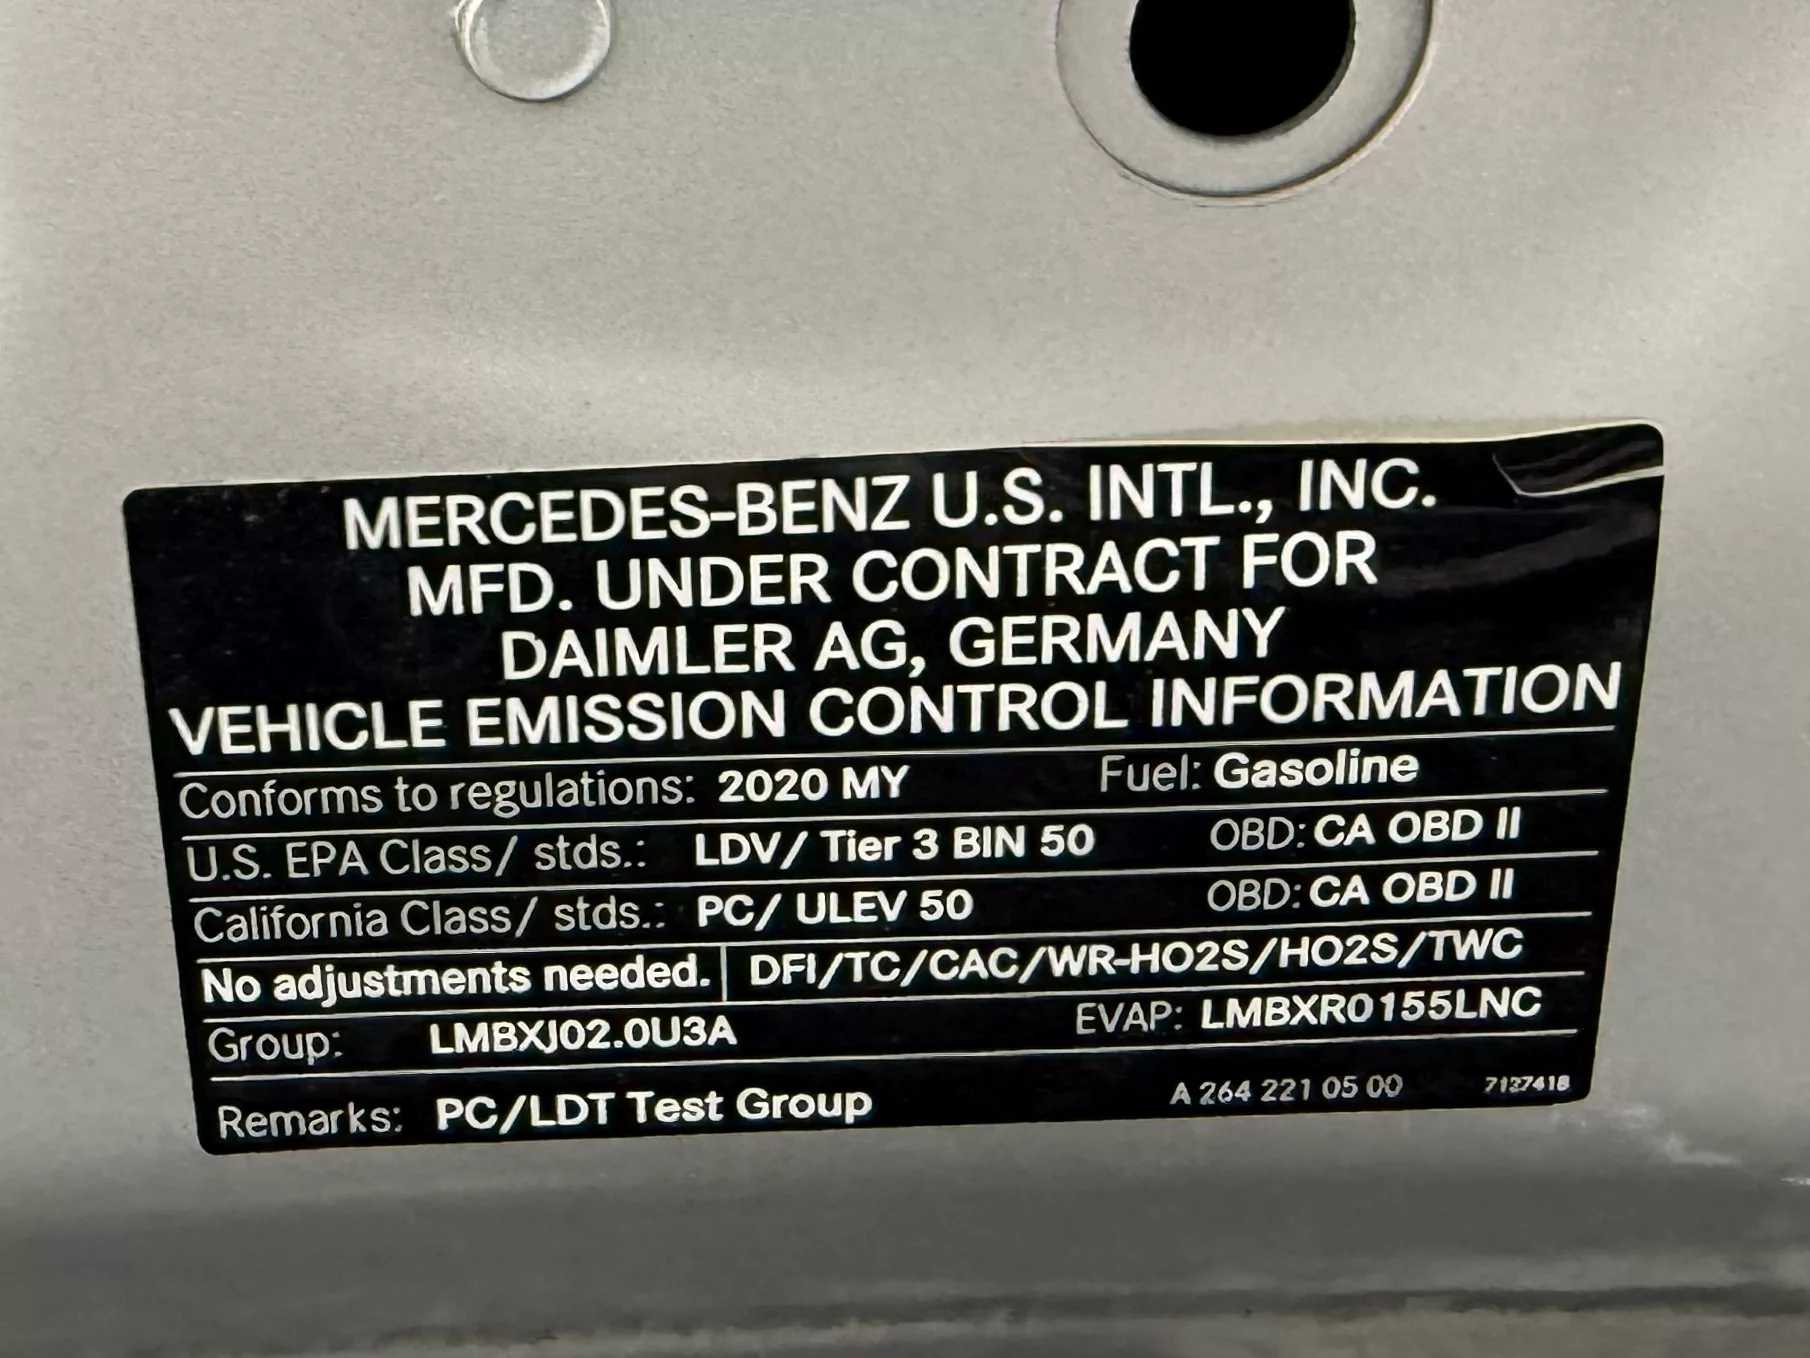 MERCEDES-BENZ U.S. INTL., INC.
MFD. UNDER CONTRACT FOR
DAIMLER AG, GERMANY
VEHICLE EMISSION CONTROL INFORMATION
Conforms to regulations: 2020 MY Fuel: Gasoline
U.S. EPA Class/ stds.: LDV/ Tier 3 BIN 50 OBD: CA OBD II
California Class/ stds.: PC/ ULEV 50 OBD: CA OBD II
No adjustments needed. DFI/TC/CAC/WR-HO2S/HO2S/TWC
Group: LMBXJ02.0U3A EVAP: LMBXR0155LNC
Remarks: PC/LDT Test Group A 264 221 05 00 7127418